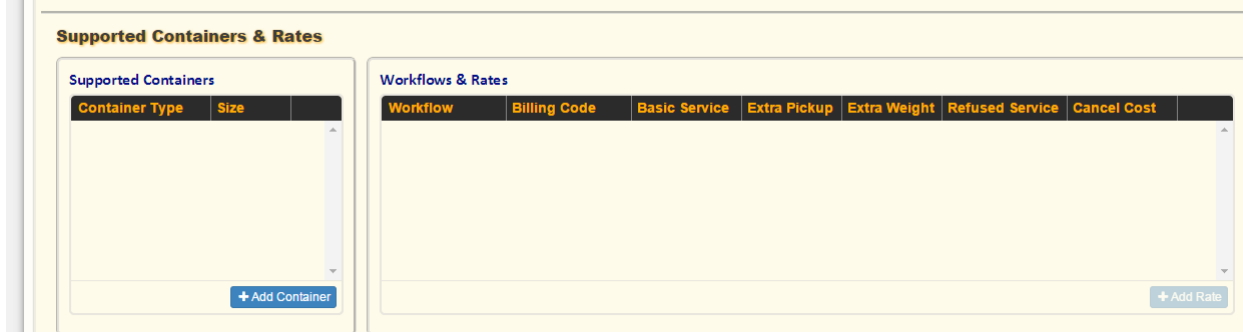 Supported Containers & Rates
Supported Containers
Container Type Size
+ Add Container
Workflows & Rates
Workflow Billing Code Basic Service Extra Pickup Extra Weight Refused Service Cancel Cost
+ Add Rate